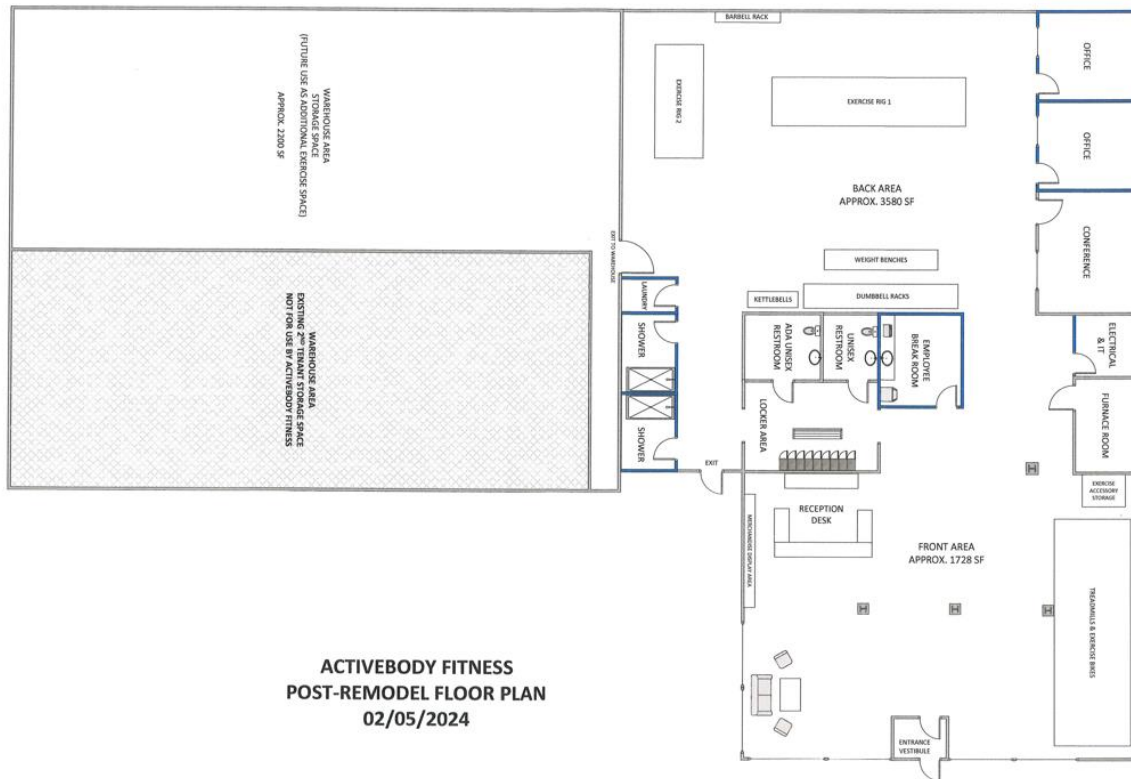 BARBELL RACK
WAREHOUSE AREA
STORAGE SPACE
(FUTURE USE AS ADDITIONAL EXERCISE SPACE)
APPROX. 2200 SF
EXERCISE RIG 2
EXERCISE RIG 1
OFFICE
OFFICE
BACK AREA
APPROX. 3580 SF
CONFERENCE
EXIT TO WAREHOUSE
WEIGHT BENCHES
LAUNDRY
KETTLEBELLS
DUMBBELL RACKS
WAREHOUSE AREA
EXISTING 2ND TENANT STORAGE SPACE
NOT FOR USE BY ACTIVEBODY FITNESS
SHOWER
ADA UNISEX
RESTROOM
UNISEX
RESTROOM
EMPLOYEE
BREAK ROOM
ELECTRICAL
& IT
SHOWER
LOCKER AREA
FURNACE ROOM
EXIT
EXERCISE
ACCESSORY
STORAGE
MERCHANDISE DISPLAY AREA
RECEPTION
DESK
FRONT AREA
APPROX. 1728 SF
TREADMILLS & EXERCISE BIKES
ACTIVEBODY FITNESS
POST-REMODEL FLOOR PLAN
02/05/2024
ENTRANCE
VESTIBULE